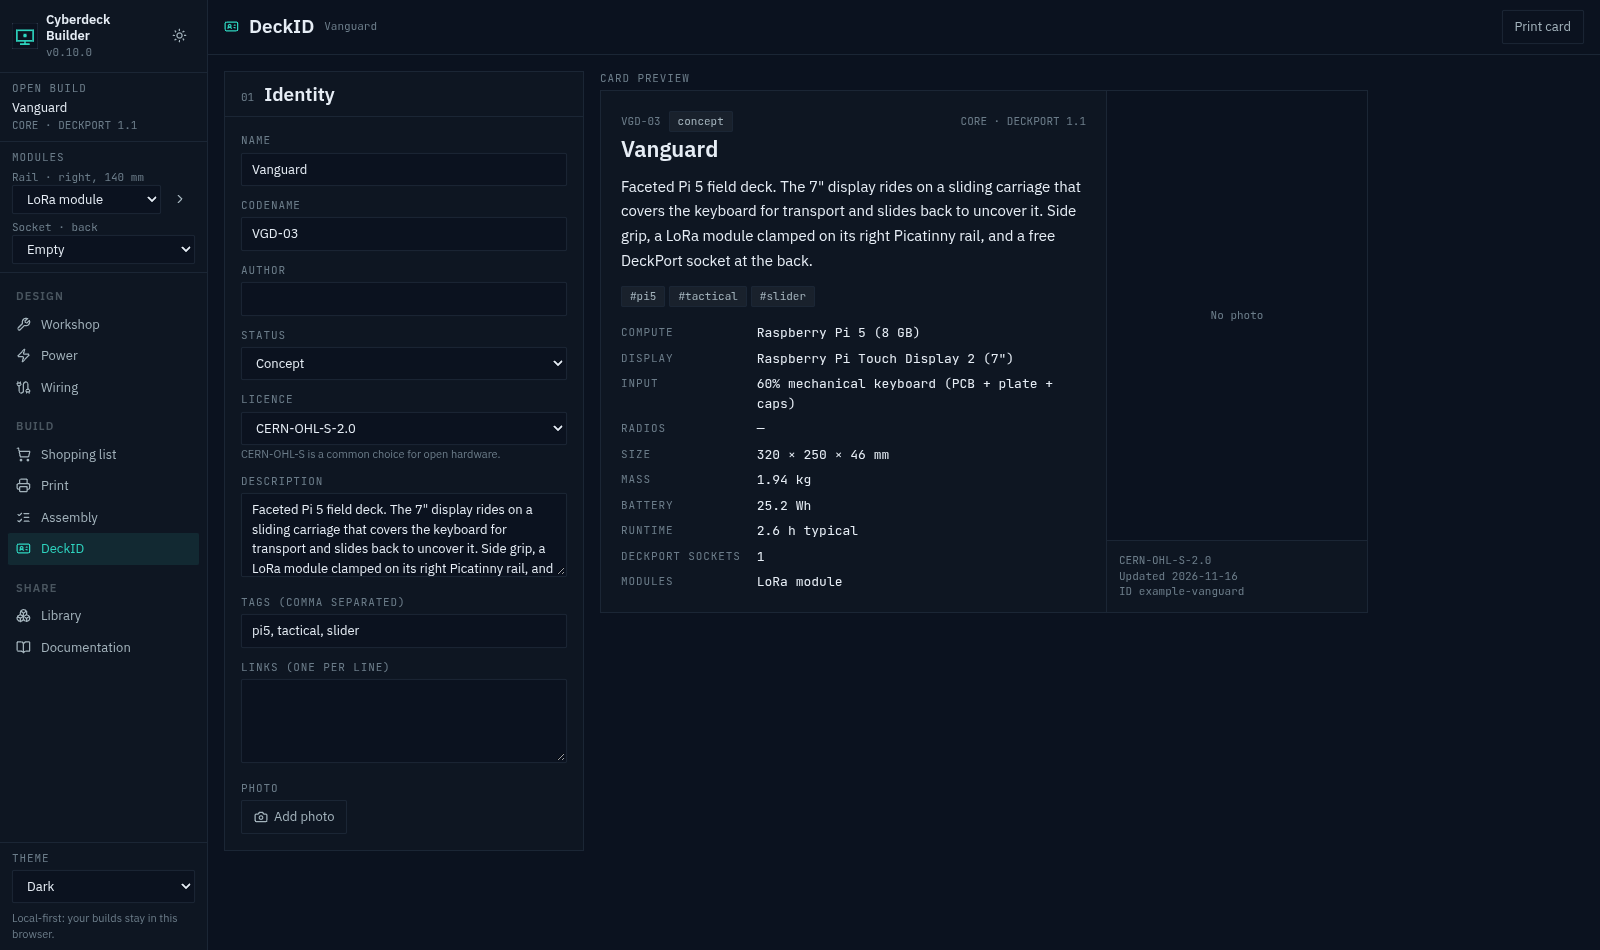 Cyberdeck
Builder
v0.10.0
OPEN BUILD
Vanguard
CORE · DECKPORT 1.1
MODULES
Rail · right, 140 mm
LoRa module
Socket · back
Empty
DESIGN
Workshop
Power
Wiring
BUILD
Shopping list
Print
Assembly
DeckID
SHARE
Library
Documentation
THEME
Dark
Local-first: your builds stay in this
browser.
DeckID Vanguard
Print card
01 Identity
NAME
Vanguard
CODENAME
VGD-03
AUTHOR
STATUS
Concept
LICENCE
CERN-OHL-S-2.0
CERN-OHL-S is a common choice for open hardware.
DESCRIPTION
Faceted Pi 5 field deck. The 7" display rides on a
sliding carriage that covers the keyboard for
transport and slides back to uncover it. Side grip, a
LoRa module clamped on its right Picatinny rail, and
TAGS (COMMA SEPARATED)
pi5, tactical, slider
LINKS (ONE PER LINE)
PHOTO
Add photo
CARD PREVIEW
VGD-03 concept CORE · DECKPORT 1.1
Vanguard
Faceted Pi 5 field deck. The 7" display rides on a sliding carriage that
covers the keyboard for transport and slides back to uncover it. Side
grip, a LoRa module clamped on its right Picatinny rail, and a free
DeckPort socket at the back.
#pi5 #tactical #slider
COMPUTE Raspberry Pi 5 (8 GB)
DISPLAY Raspberry Pi Touch Display 2 (7")
INPUT 60% mechanical keyboard (PCB + plate +
caps)
RADIOS —
SIZE 320 × 250 × 46 mm
MASS 1.94 kg
BATTERY 25.2 Wh
RUNTIME 2.6 h typical
DECKPORT SOCKETS 1
MODULES LoRa module
No photo
CERN-OHL-S-2.0
Updated 2026-11-16
ID example-vanguard